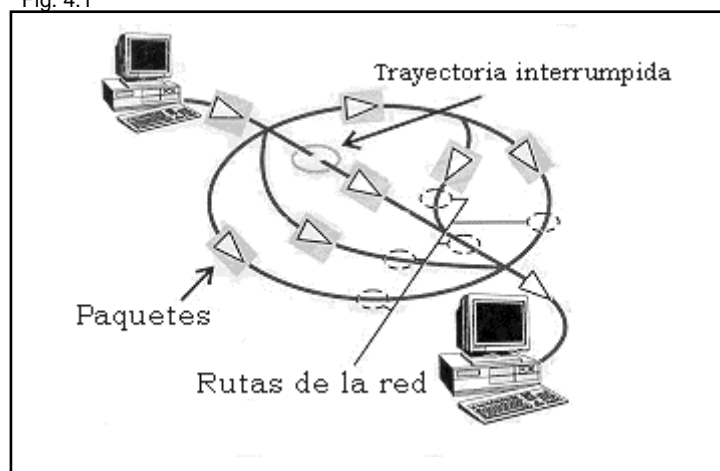 Fig. 4.1
Trayectoria interrumpida
Paquetes
Rutas de la red